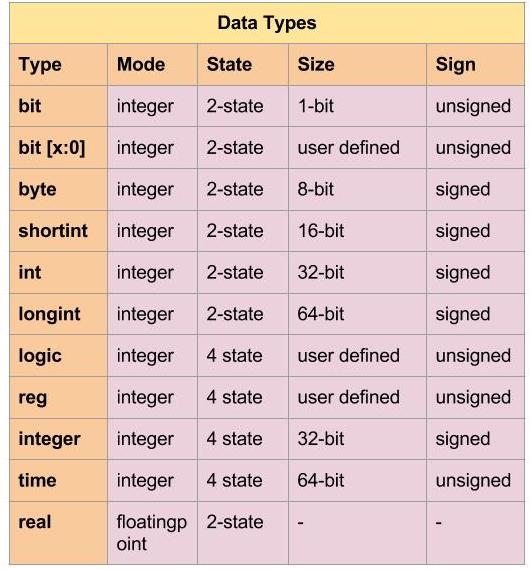 Data Types
Type Mode State Size Sign
bit integer 2-state 1-bit unsigned
bit [x:0] integer 2-state user defined unsigned
byte integer 2-state 8-bit signed
shortint integer 2-state 16-bit signed
int integer 2-state 32-bit signed
longint integer 2-state 64-bit signed
logic integer 4 state user defined unsigned
reg integer 4 state user defined unsigned
integer integer 4 state 32-bit signed
time integer 4 state 64-bit unsigned
real floatingp 2-state - -
oint